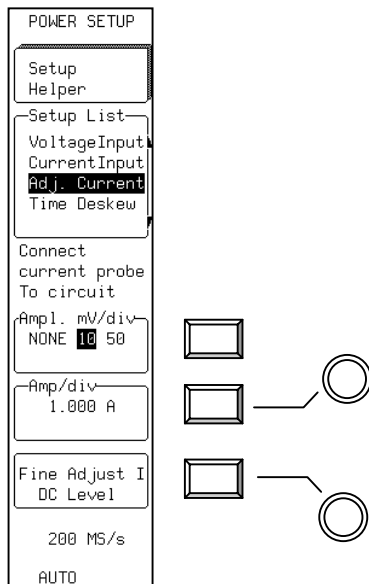 POWER SETUP
Setup
Helper
Setup List
VoltageInput
CurrentInput
Adj. Current
Time Deskew
Connect
current probe
To circuit
Ampl. mV/div
NONE 10 50
Amp/div
1.000 A
Fine Adjust I
DC Level
200 MS/s
AUTO